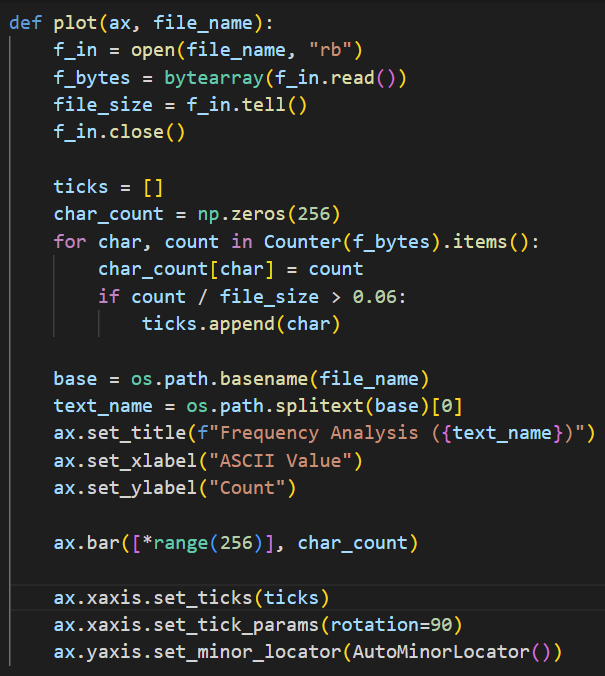 def plot(ax, file_name):
    f_in = open(file_name, "rb")
    f_bytes = bytearray(f_in.read())
    file_size = f_in.tell()
    f_in.close()

    ticks = []
    char_count = np.zeros(256)
    for char, count in Counter(f_bytes).items():
        char_count[char] = count
        if count / file_size > 0.06:
            ticks.append(char)

    base = os.path.basename(file_name)
    text_name = os.path.splitext(base)[0]
    ax.set_title(f"Frequency Analysis ({text_name})")
    ax.set_xlabel("ASCII Value")
    ax.set_ylabel("Count")

    ax.bar([*range(256)], char_count)

    ax.xaxis.set_ticks(ticks)
    ax.xaxis.set_tick_params(rotation=90)
    ax.yaxis.set_minor_locator(AutoMinorLocator())